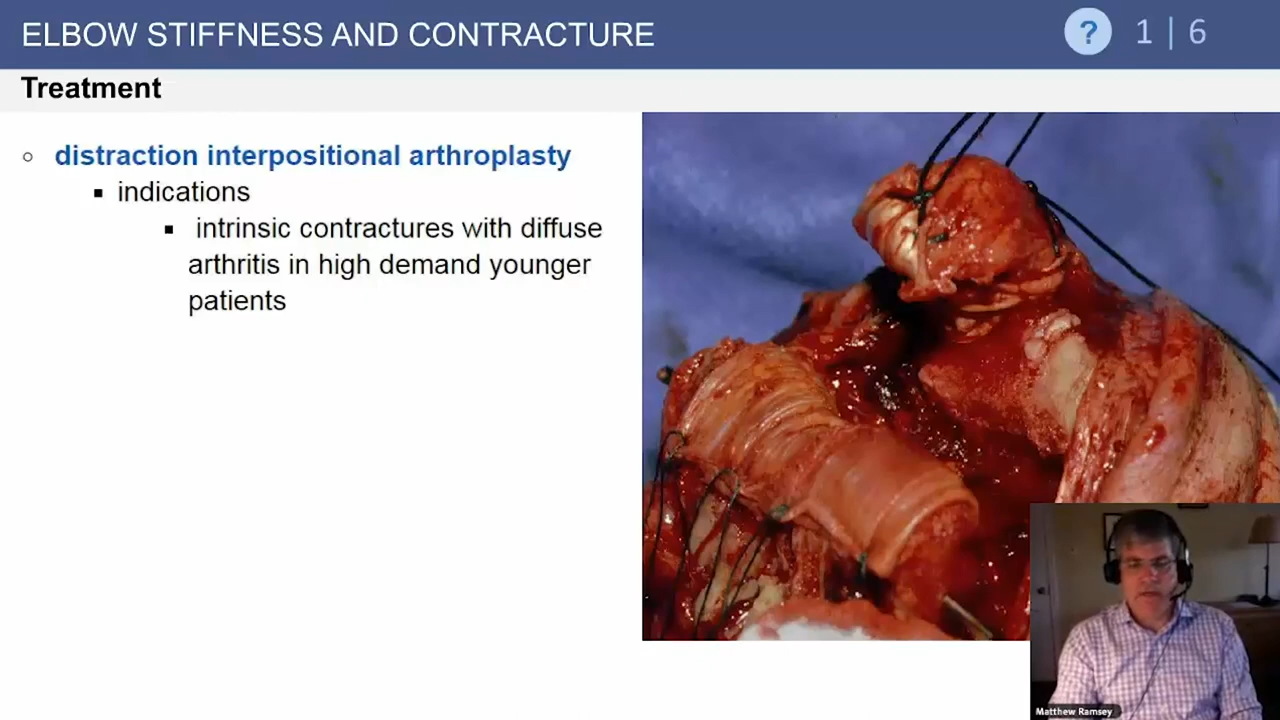 ELBOW STIFFNESS AND CONTRACTURE
? 1 | 6
Treatment
distraction interpositional arthroplasty
indications
intrinsic contractures with diffuse
arthritis in high demand younger
patients
Matthew Ramsey